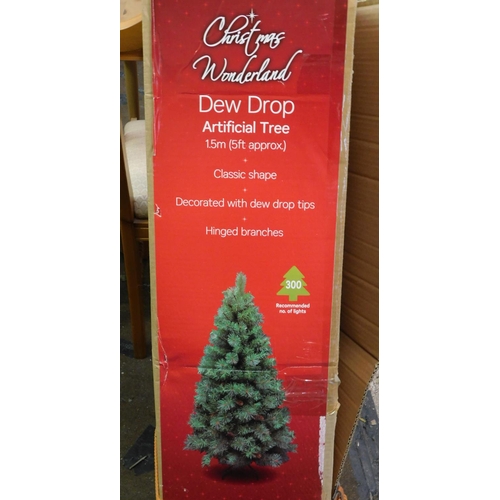 Christmas
Wonderland
Dew Drop
Artificial Tree
1.5m (5ft approx.)
+
Classic shape
+
Decorated with dew drop tips
+
Hinged branches
300
Recommended
no. of lights